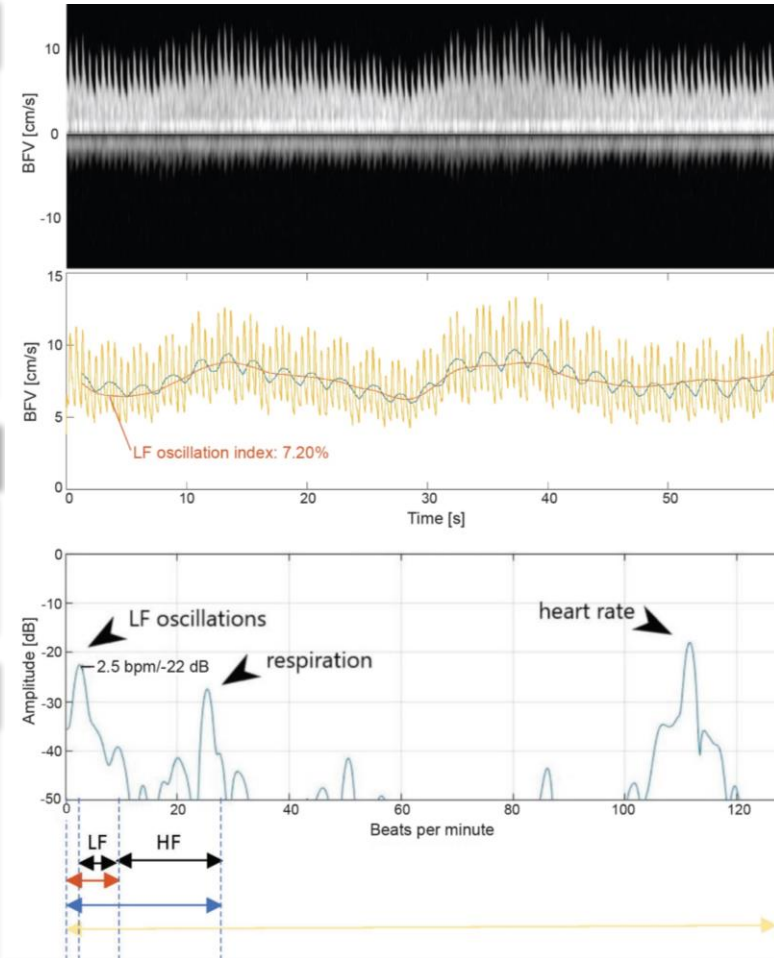 BFV [cm/s]
10
0
-10
BFV [cm/s]
15
10
5
0
LF oscillation index: 7.20%
0 10 20 30 40 50
Time [s]
Amplitude [dB]
0
-10
-20
-30
-40
-50
LF oscillations
2.5 bpm/-22 dB
respiration
heart rate
0 20 40 60 80 100 120
Beats per minute
LF HF